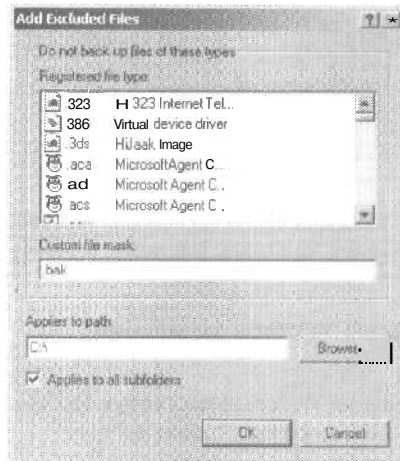 Add Excluded Files
Do not back up files of these types
Registered file type:
.323 H 323 Internet Tel...
386 Virtual device driver
.3ds HiJaak Image
.aca MicrosoftAgent C...
ad Microsoft Agent C..
acs Microsoft Agent C .
Custom file mask
bak
Applies to path
C:\
Browse.
Applies to all subfolders
OK Cancel